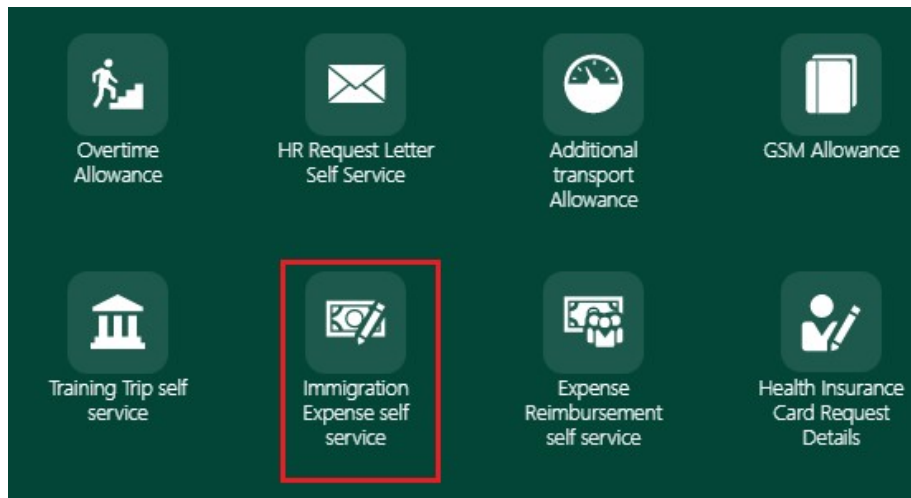 Overtime
Allowance
HR Request Letter
Self Service
Additional
transport
Allowance
GSM Allowance
Training Trip self
service
Immigration
Expense self
service
Expense
Reimbursement
self service
Health Insurance
Card Request
Details